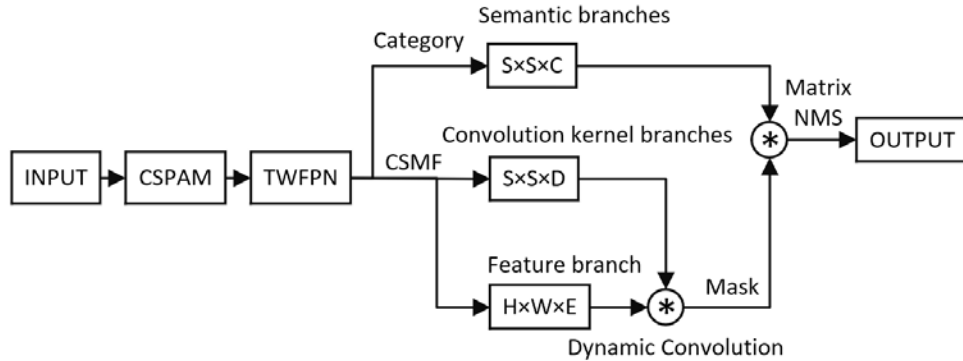 Semantic branches
Category
S×S×C
Matrix
NMS
Convolution kernel branches
CSMF
INPUT
CSPAM
TWFPN
S×S×D
*
OUTPUT
Feature branch
H×W×E
*
Mask
Dynamic Convolution